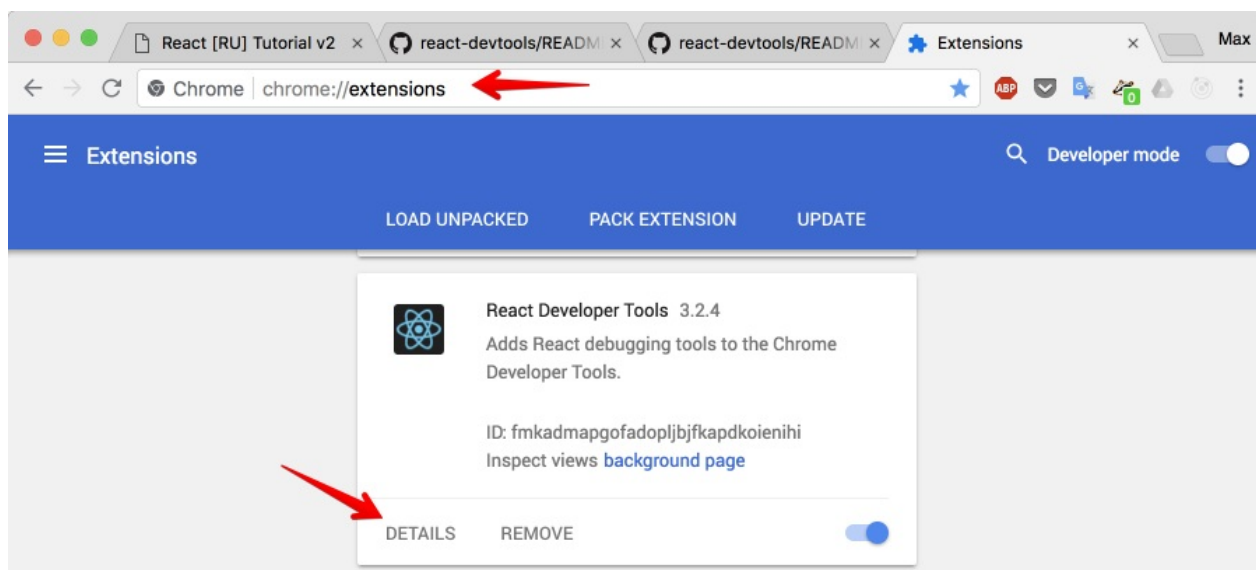 React [RU] Tutorial v2
react-devtools/READM
react-devtools/READM
Extensions
Max
Chrome
chrome://extensions
ABP
G
0
Extensions
Developer mode
LOAD UNPACKED
PACK EXTENSION
UPDATE
React Developer Tools 3.2.4
Adds React debugging tools to the Chrome
Developer Tools.
ID: fmkadmapgofadopljbjfkapdkoienihi
Inspect views background page
DETAILS
REMOVE